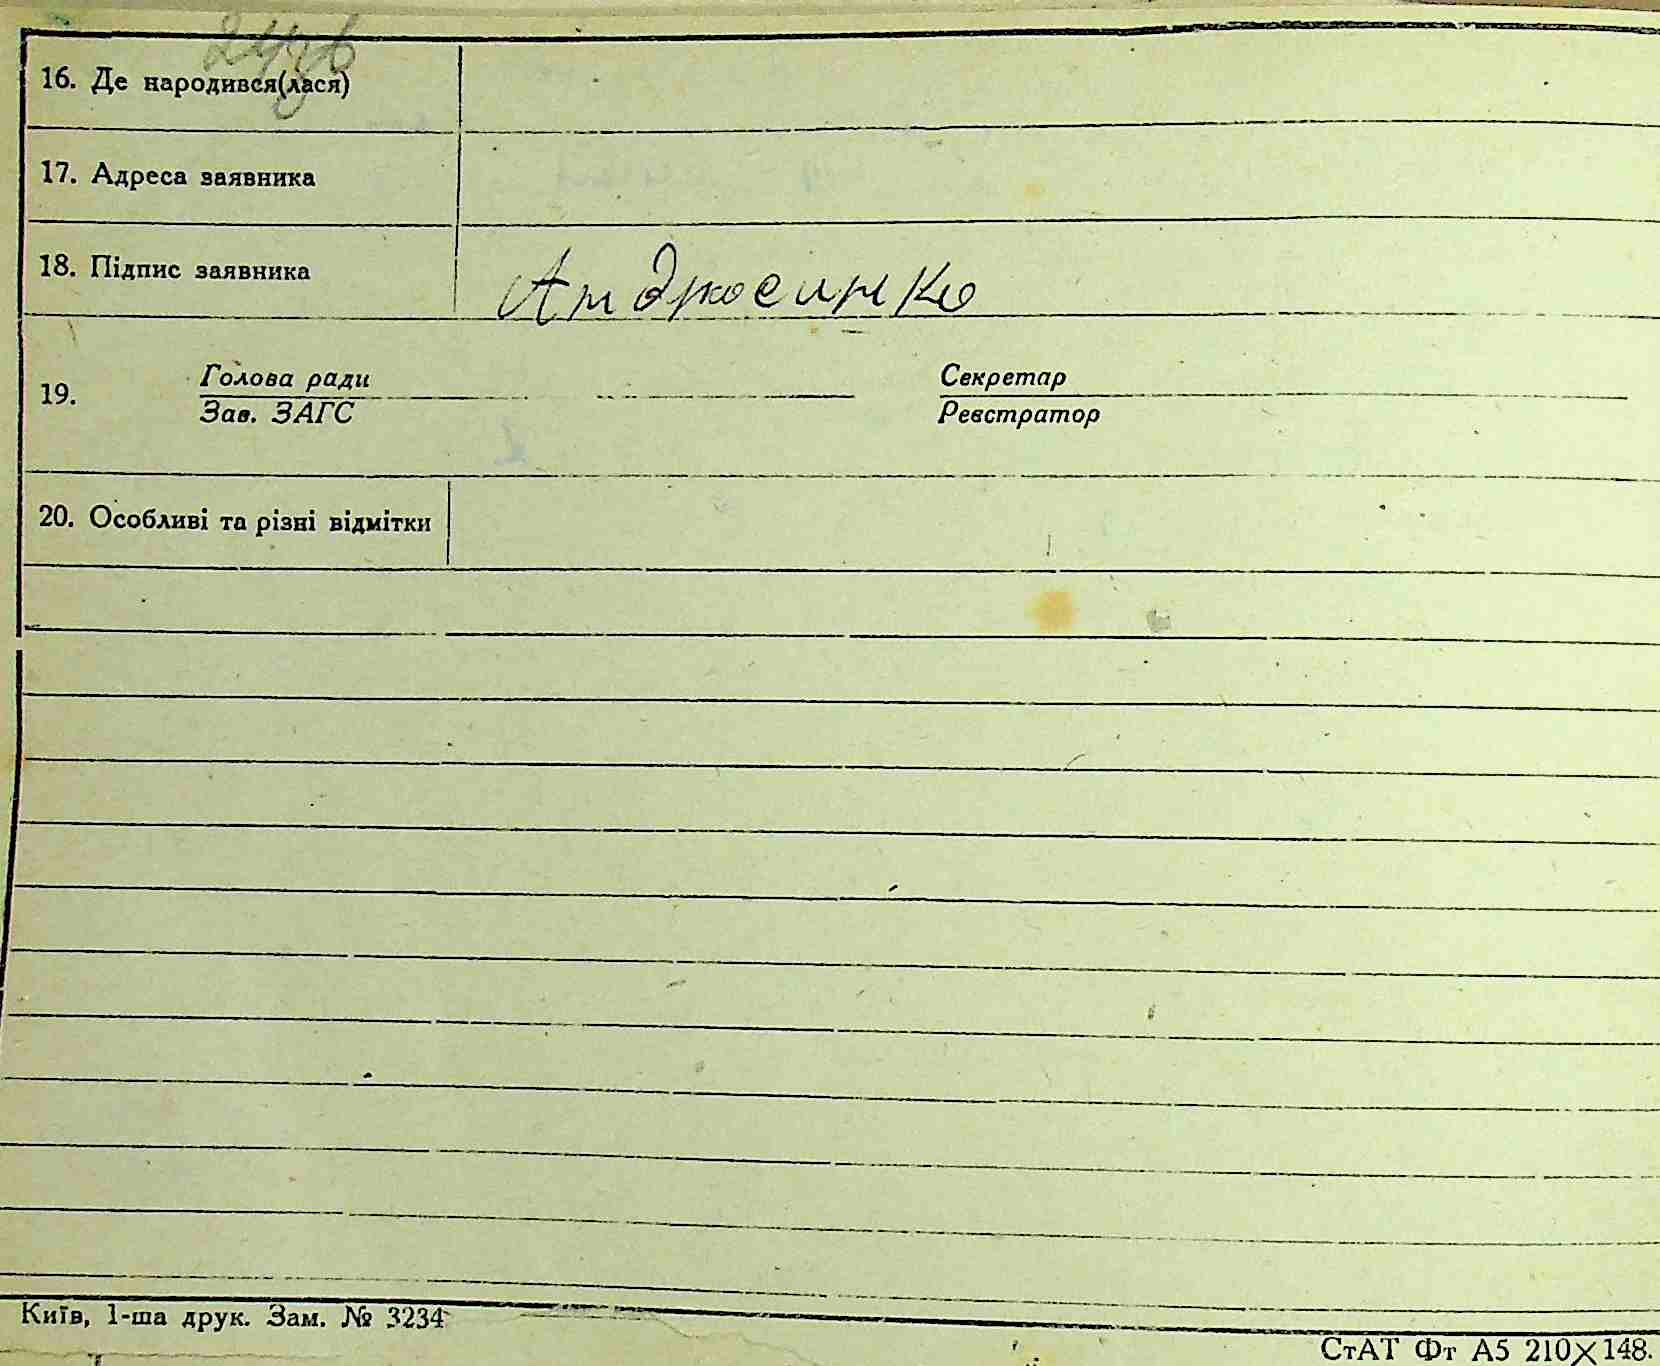 16. Де народився(лася)
17. Адреса заявника
18. Підпис заявника
19. Голова ради Секретар
Зав. ЗАГС Реєстратор
20. Особливі та різні відмітки
Київ, 1-ша друк. Зам. № 3234
СтАТ Фт А5 210×148.